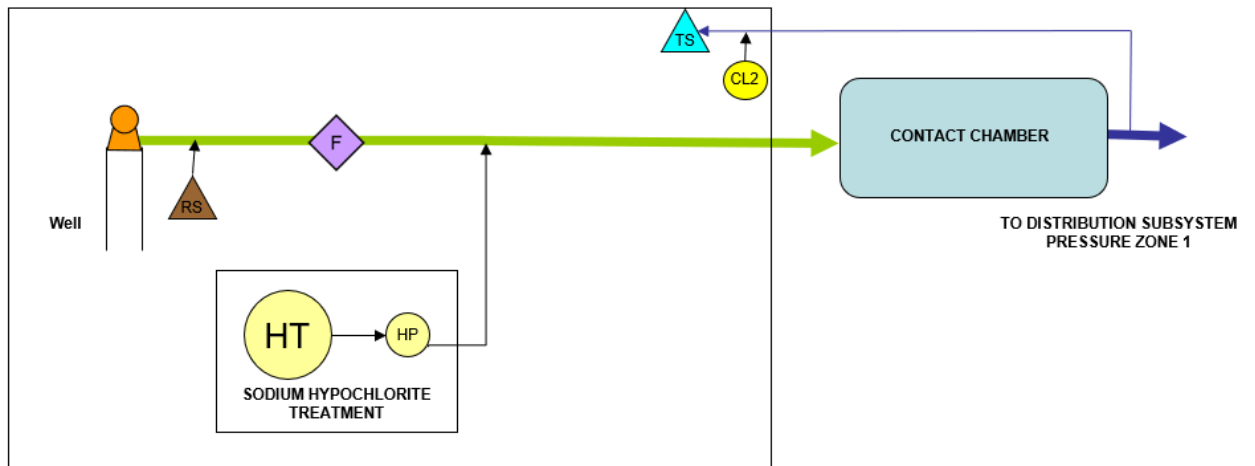 TS
CL2
CONTACT CHAMBER
F
RS
Well
TO DISTRIBUTION SUBSYSTEM
PRESSURE ZONE 1
HT
HP
SODIUM HYPOCHLORITE
TREATMENT